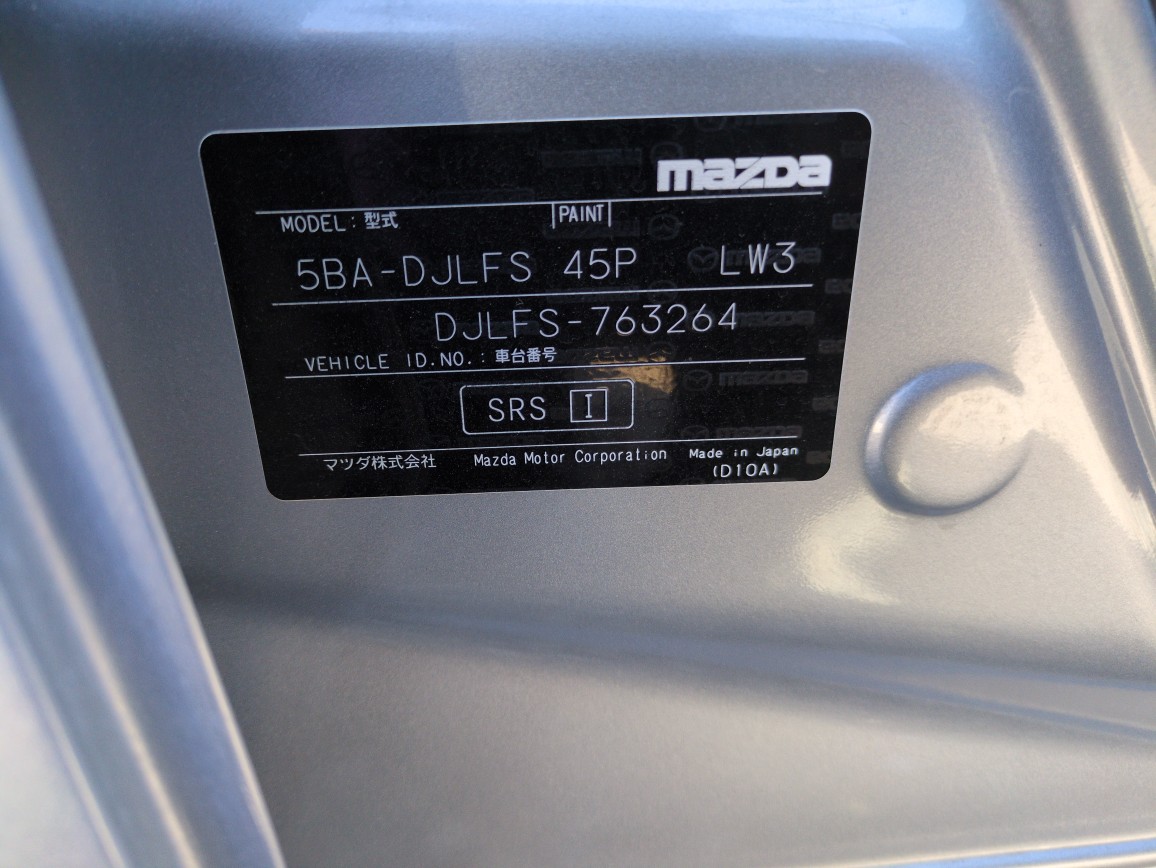 mazda
MODEL: 型式 PAINT
5BA-DJLFS 45P LW3
DJLFS-763264
VEHICLE ID.NO.: 車台番号
SRS I
マツダ株式会社 Mazda Motor Corporation Made in Japan
(D10A)